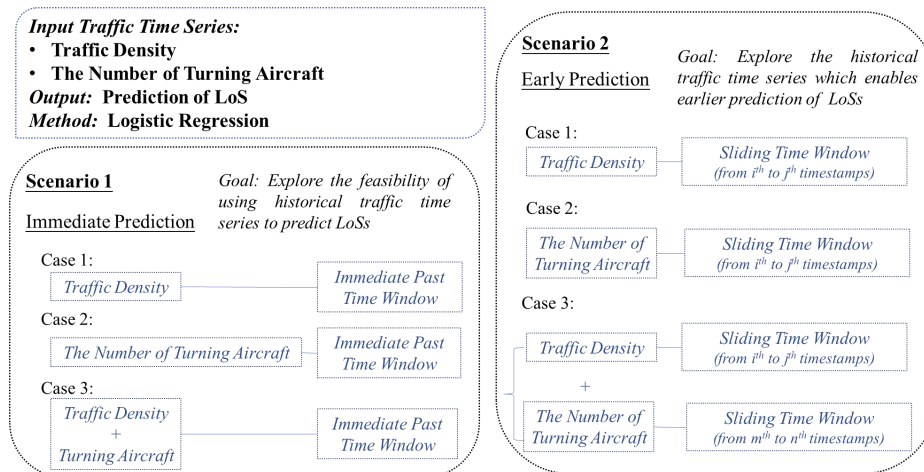 Input Traffic Time Series:
• Traffic Density
• The Number of Turning Aircraft
Output: Prediction of LoS
Method: Logistic Regression
Scenario 1
Immediate Prediction
Goal: Explore the feasibility of
using historical traffic time
series to predict LoSs
Case 1:
Traffic Density
Immediate Past
Time Window
Case 2:
The Number of Turning Aircraft
Immediate Past
Time Window
Case 3:
Traffic Density
+
Turning Aircraft
Immediate Past
Time Window
Scenario 2
Early Prediction
Goal: Explore the historical
traffic time series which enables
earlier prediction of LoSs
Case 1:
Traffic Density
Sliding Time Window
(from ith to jth timestamps)
Case 2:
The Number of
Turning Aircraft
Sliding Time Window
(from ith to jth timestamps)
Case 3:
Traffic Density
Sliding Time Window
(from ith to jth timestamps)
+
The Number of
Turning Aircraft
Sliding Time Window
(from mth to nth timestamps)